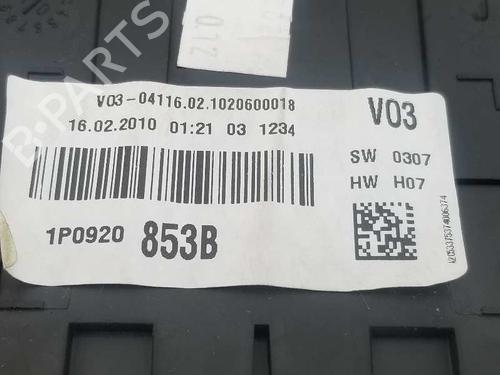 V03-04116.02.1020600018
V03
16.02.2010 01:21 03 1234
SW 0307
HW H07
1P0920 853B
B-PARTS